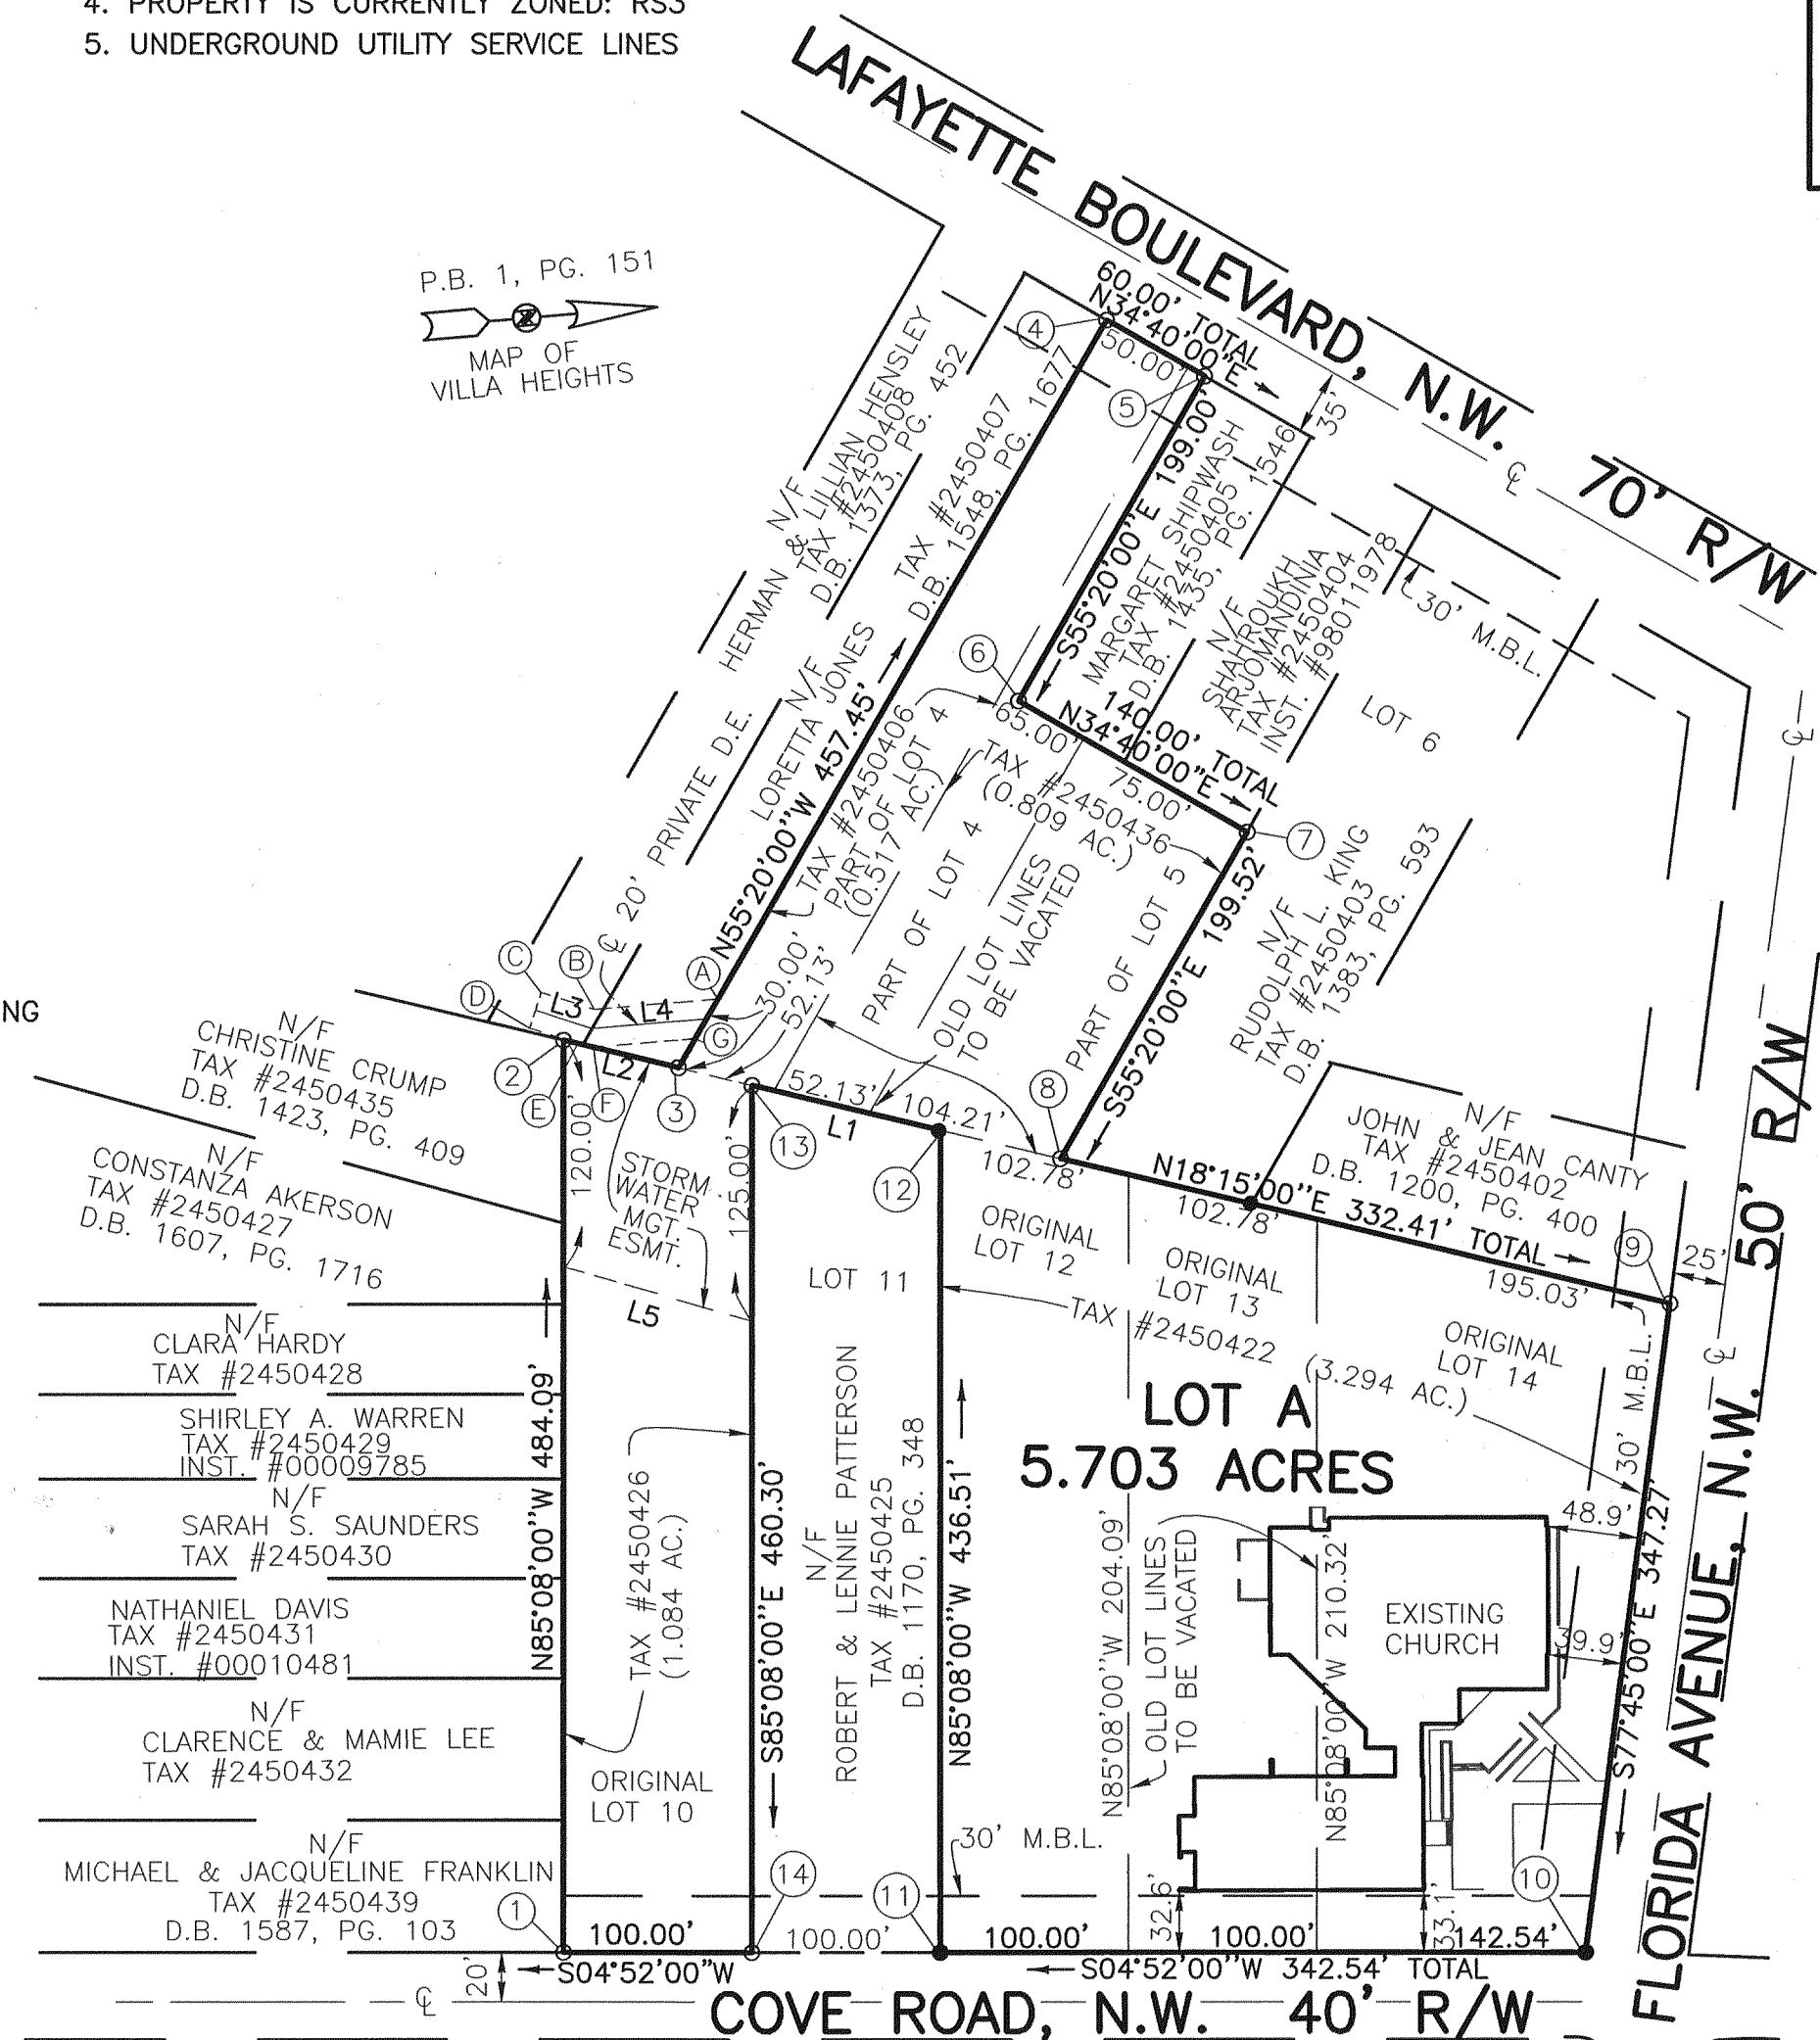 4. PROPERTY IS CURRENTLY ZONED: RS3
5. UNDERGROUND UTILITY SERVICE LINES
LAFAYETTE BOULEVARD, N.W. 70' R/W
P.B. 1, PG. 151
MAP OF
VILLA HEIGHTS
60.00' TOTAL
N34°40'00"E
50.00'
4
5
35'
℄
N/F
HERMAN & LILLIAN HENSLEY
TAX #2450408
D.B. 1373, PG. 452
N/F
LORETTA JONES
TAX #2450407
D.B. 1548, PG. 1677
S55°20'00"E 199.00'
MARGARET SHIPWASH
TAX #2450405
D.B. 1435, PG. 1546
N/F
SHAHROUKH
ARJOMANDINIA
TAX #2450404
INST. #980111978
30' M.B.L.
LOT 6
6
65.00'
140.00' TOTAL
N34°40'00"E
75.00'
7
N55°20'00"W 457.45'
TAX #2450406
PART OF LOT 4
(0.517 AC.)
TAX #2450436
(0.809 AC.)
PART OF LOT 4
OLD LOT LINES
TO BE VACATED
PART OF LOT 5
S55°20'00"E 199.52'
N/F
RUDOLPH L. KING
TAX #2450403
D.B. 1383, PG. 593
℄ 20' PRIVATE D.E.
C
B
A
D
L3
L4
G
30.00'
52.13'
NG
N/F
CHRISTINE CRUMP
TAX #2450435
D.B. 1423, PG. 409
2
E
F
L2
3
13
52.13'
104.21'
L1
12
8
102.78'
N18°15'00"E 332.41' TOTAL
102.78'
195.03'
9
25'
℄
℄
N/F
JOHN & JEAN CANTY
TAX #2450402
D.B. 1200, PG. 400
N/F
CONSTANZA AKERSON
TAX #2450427
D.B. 1607, PG. 1716
120.00'
STORM
WATER
MGT.
ESMT.
125.00'
L5
LOT 11
ORIGINAL
LOT 12
ORIGINAL
LOT 13
ORIGINAL
LOT 14
TAX #2450422 (3.294 AC.)
30' M.B.L.
N/F
CLARA HARDY
TAX #2450428
SHIRLEY A. WARREN
TAX #2450429
INST. #00009785
N/F
SARAH S. SAUNDERS
TAX #2450430
NATHANIEL DAVIS
TAX #2450431
INST. #00010481
N/F
CLARENCE & MAMIE LEE
TAX #2450432
N/F
MICHAEL & JACQUELINE FRANKLIN
TAX #2450439
D.B. 1587, PG. 103
N85°08'00"W 484.09'
TAX #2450426
(1.084 AC.)
ORIGINAL
LOT 10
S85°08'00"E 460.30'
N/F
ROBERT & LENNIE PATTERSON
TAX #2450425
D.B. 1170, PG. 348
N85°08'00"W 436.51'
LOT A
5.703 ACRES
N85°08'00"W 204.09'
OLD LOT LINES
TO BE VACATED
N85°08'00"W 210.32'
EXISTING
CHURCH
48.9'
39.9'
S77°45'00"E 347.27'
FLORIDA AVENUE, N.W. 50' R/W
30' M.B.L.
32.6'
33.1'
1
14
11
10
100.00'
100.00'
100.00'
100.00'
142.54'
S04°52'00"W
S04°52'00"W 342.54' TOTAL
20'
℄
COVE ROAD, N.W. 40' R/W